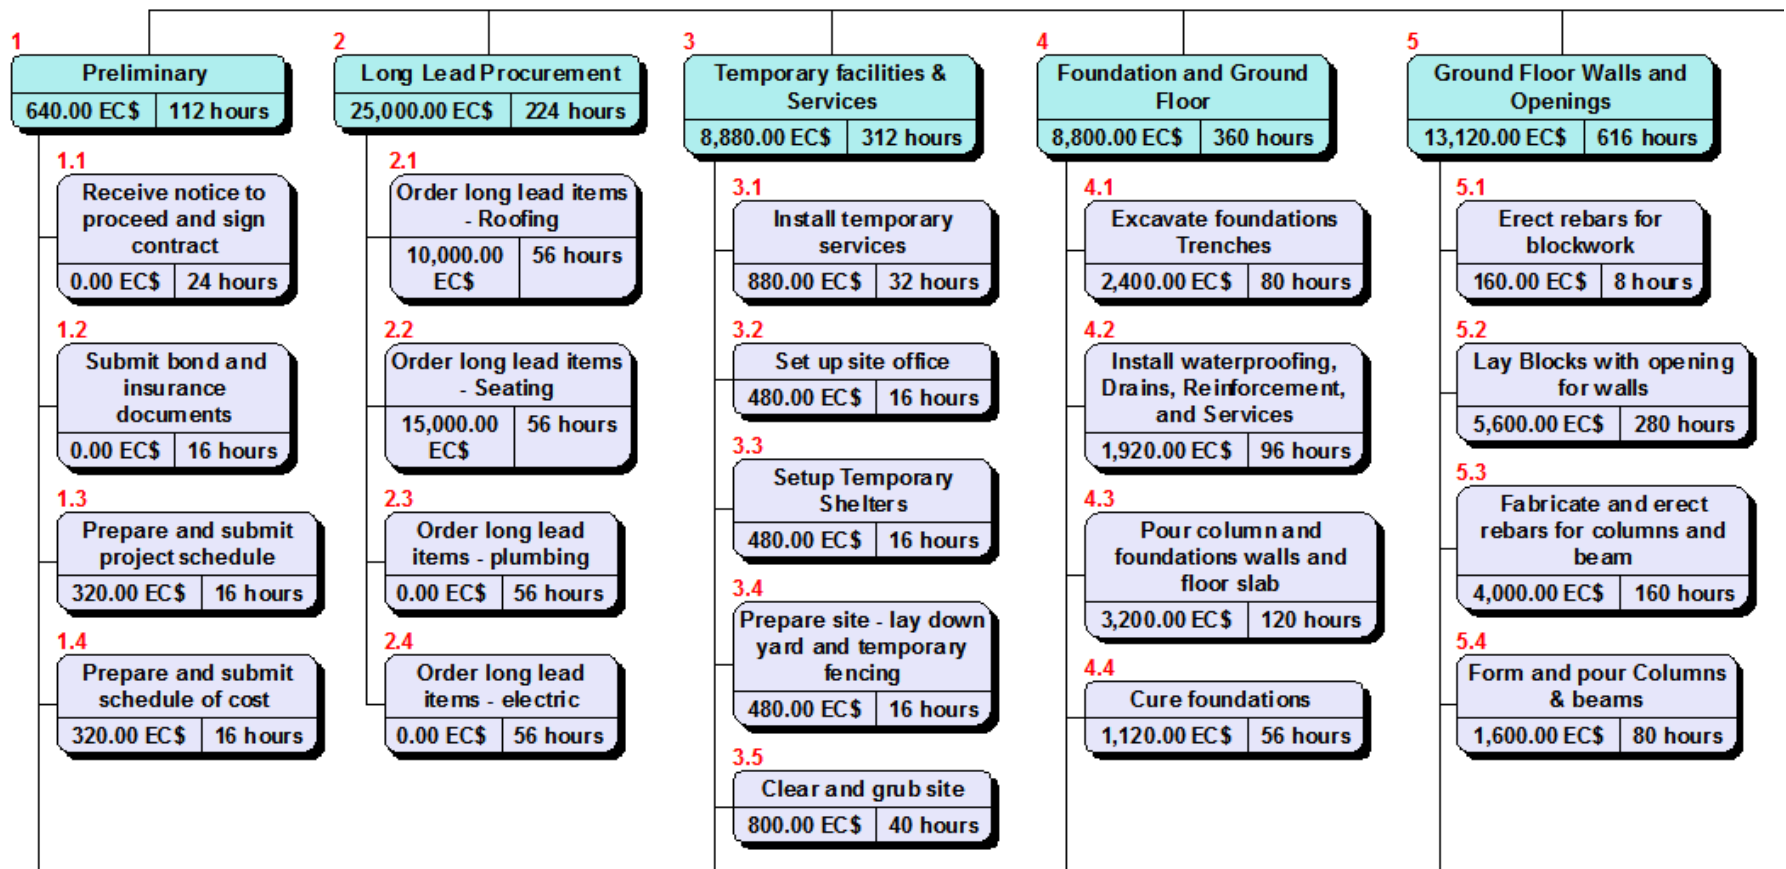 1
Preliminary
640.00 EC$ 112 hours
1.1
Receive notice to
proceed and sign
contract
0.00 EC$ 24 hours
1.2
Submit bond and
insurance
documents
0.00 EC$ 16 hours
1.3
Prepare and submit
project schedule
320.00 EC$ 16 hours
1.4
Prepare and submit
schedule of cost
320.00 EC$ 16 hours
2
Long Lead Procurement
25,000.00 EC$ 224 hours
2.1
Order long lead items
- Roofing
10,000.00 56 hours
EC$
2.2
Order long lead items
- Seating
15,000.00 56 hours
EC$
2.3
Order long lead
items - plumbing
0.00 EC$ 56 hours
2.4
Order long lead
items - electric
0.00 EC$ 56 hours
3
Temporary facilities &
Services
8,880.00 EC$ 312 hours
3.1
Install temporary
services
880.00 EC$ 32 hours
3.2
Set up site office
480.00 EC$ 16 hours
3.3
Setup Temporary
Shelters
480.00 EC$ 16 hours
3.4
Prepare site - lay down
yard and temporary
fencing
480.00 EC$ 16 hours
3.5
Clear and grub site
800.00 EC$ 40 hours
4
Foundation and Ground
Floor
8,800.00 EC$ 360 hours
4.1
Excavate foundations
Trenches
2,400.00 EC$ 80 hours
4.2
Install waterproofing,
Drains, Reinforcement,
and Services
1,920.00 EC$ 96 hours
4.3
Pour column and
foundations walls and
floor slab
3,200.00 EC$ 120 hours
4.4
Cure foundations
1,120.00 EC$ 56 hours
5
Ground Floor Walls and
Openings
13,120.00 EC$ 616 hours
5.1
Erect rebars for
blockwork
160.00 EC$ 8 hours
5.2
Lay Blocks with opening
for walls
5,600.00 EC$ 280 hours
5.3
Fabricate and erect
rebars for columns and
beam
4,000.00 EC$ 160 hours
5.4
Form and pour Columns
& beams
1,600.00 EC$ 80 hours